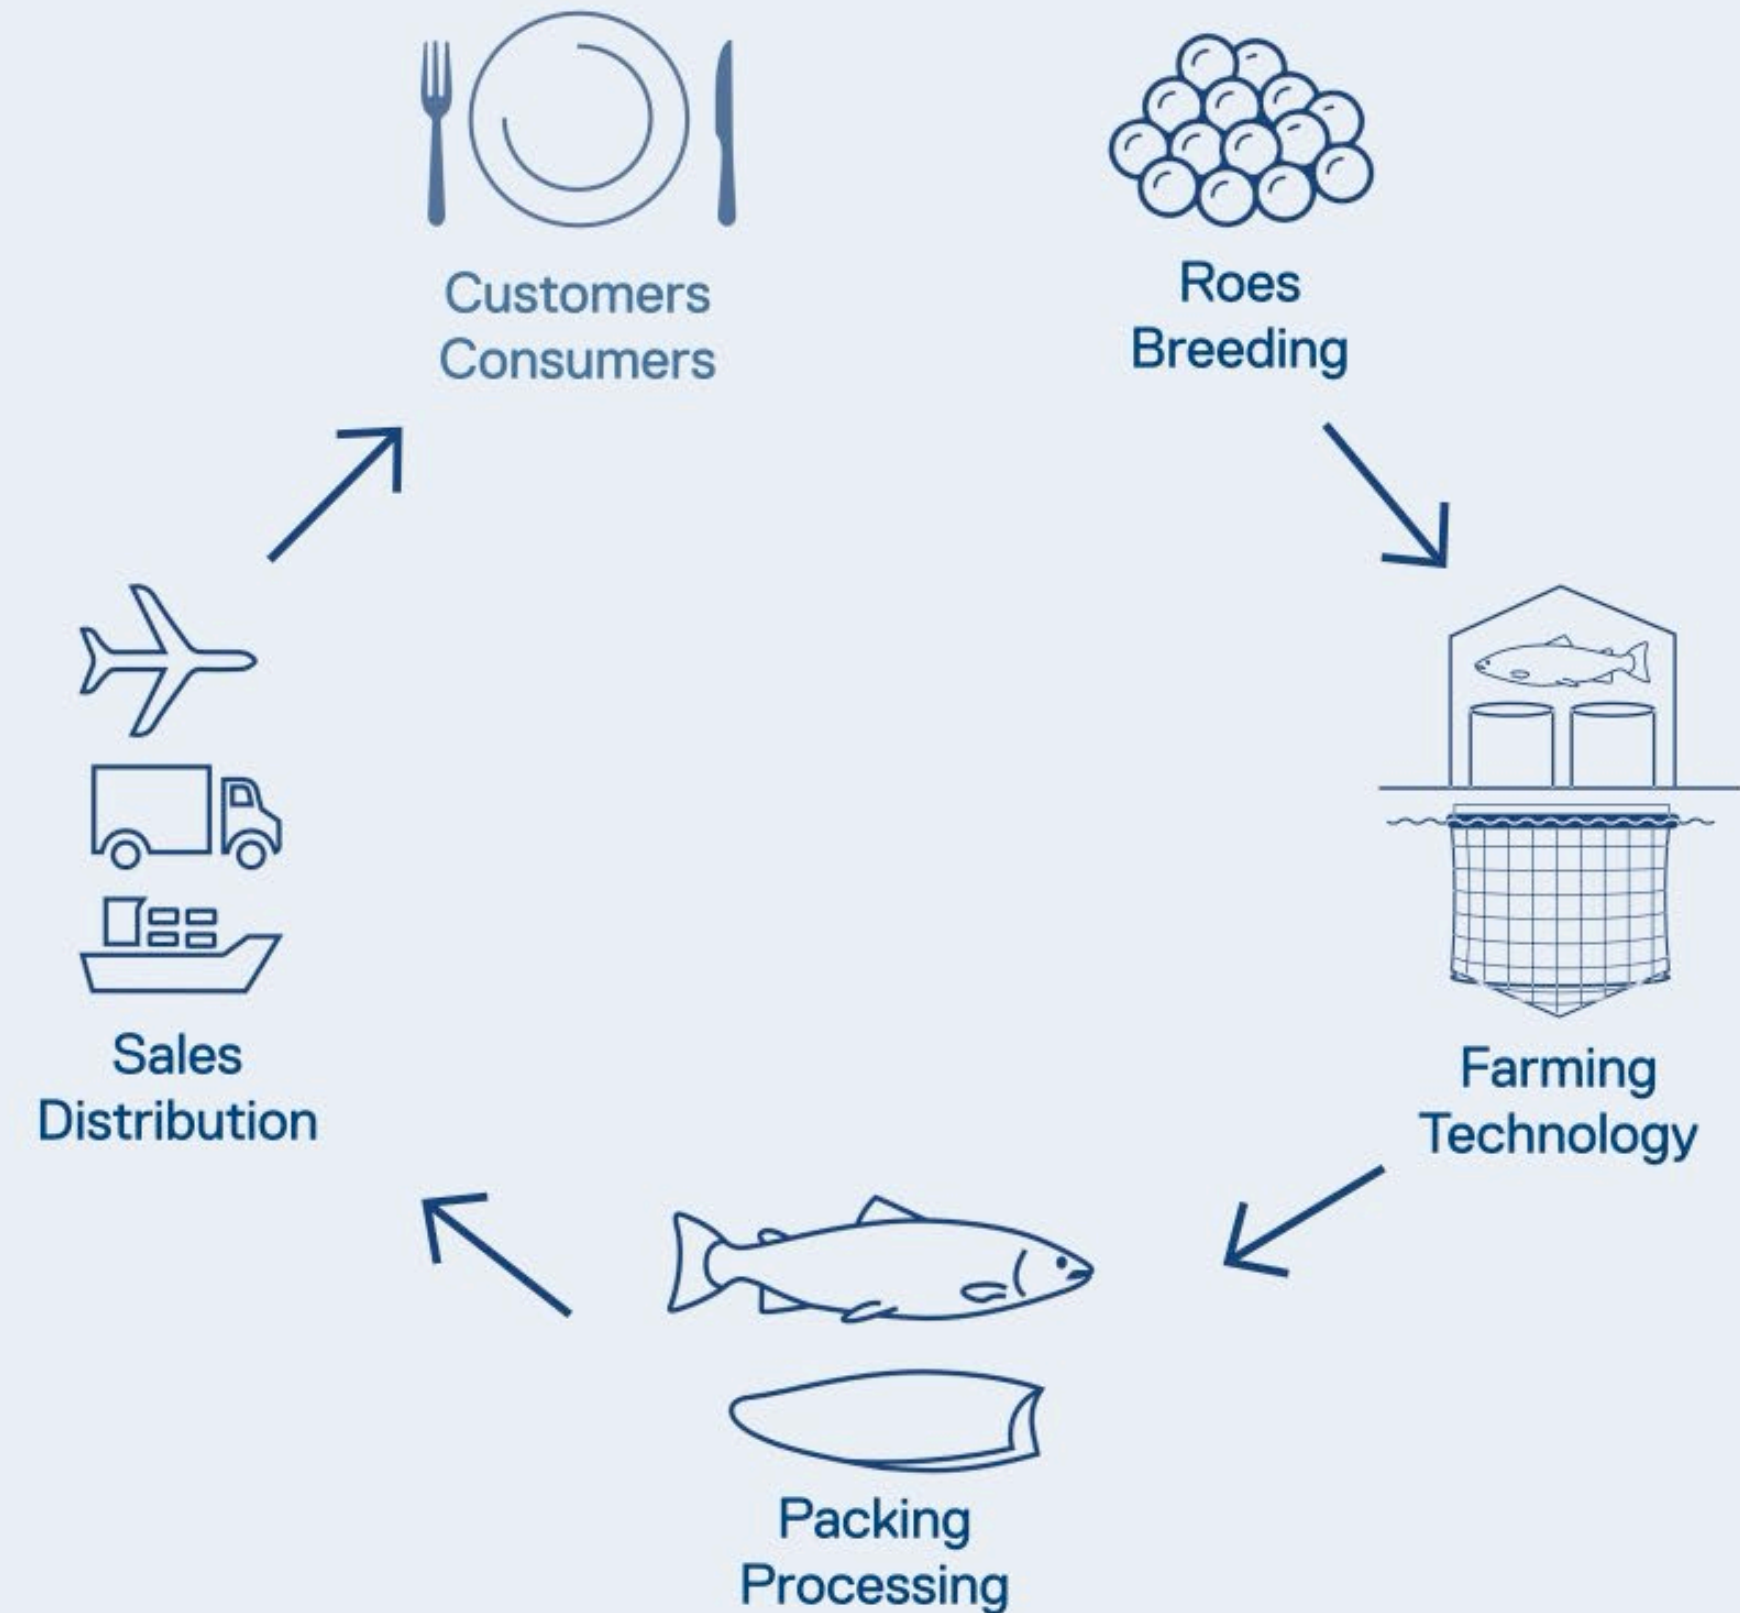 Customers
Consumers
Roes
Breeding
Farming
Technology
Packing
Processing
Sales
Distribution